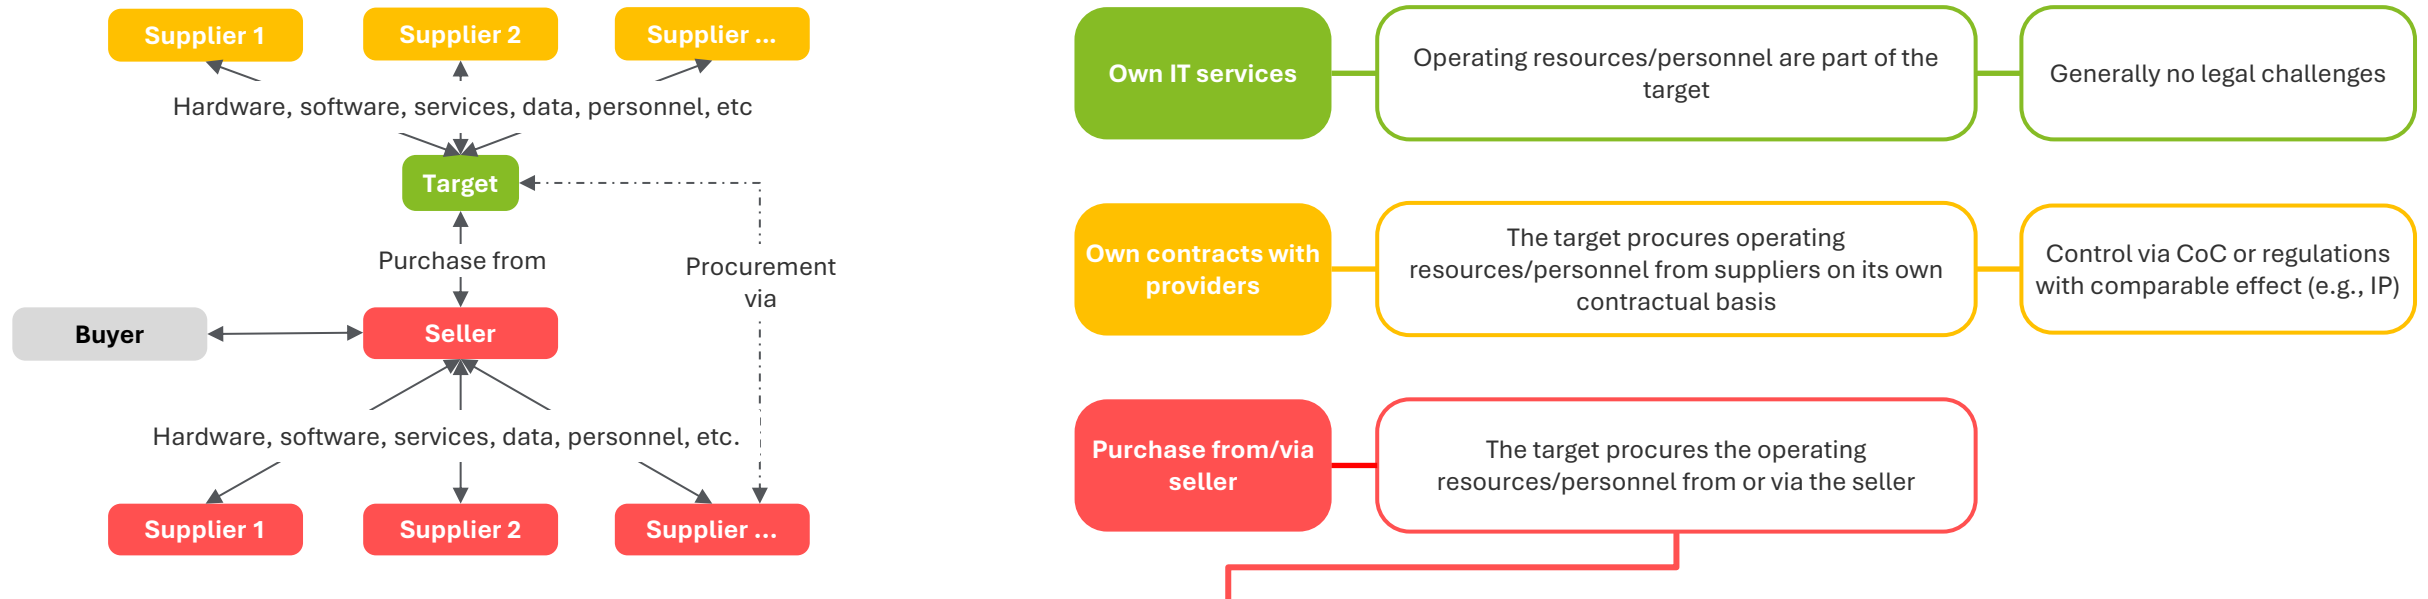 Supplier 1
Supplier 2
Supplier ...
Hardware, software, services, data, personnel, etc
Target
Purchase from
Procurement
via
Buyer
Seller
Hardware, software, services, data, personnel, etc.
Supplier 1
Supplier 2
Supplier ...
Own IT services
Operating resources/personnel are part of the
target
Generally no legal challenges
Own contracts with
providers
The target procures operating
resources/personnel from suppliers on its own
contractual basis
Control via CoC or regulations
with comparable effect (e.g., IP)
Purchase from/via
seller
The target procures the operating
resources/personnel from or via the seller